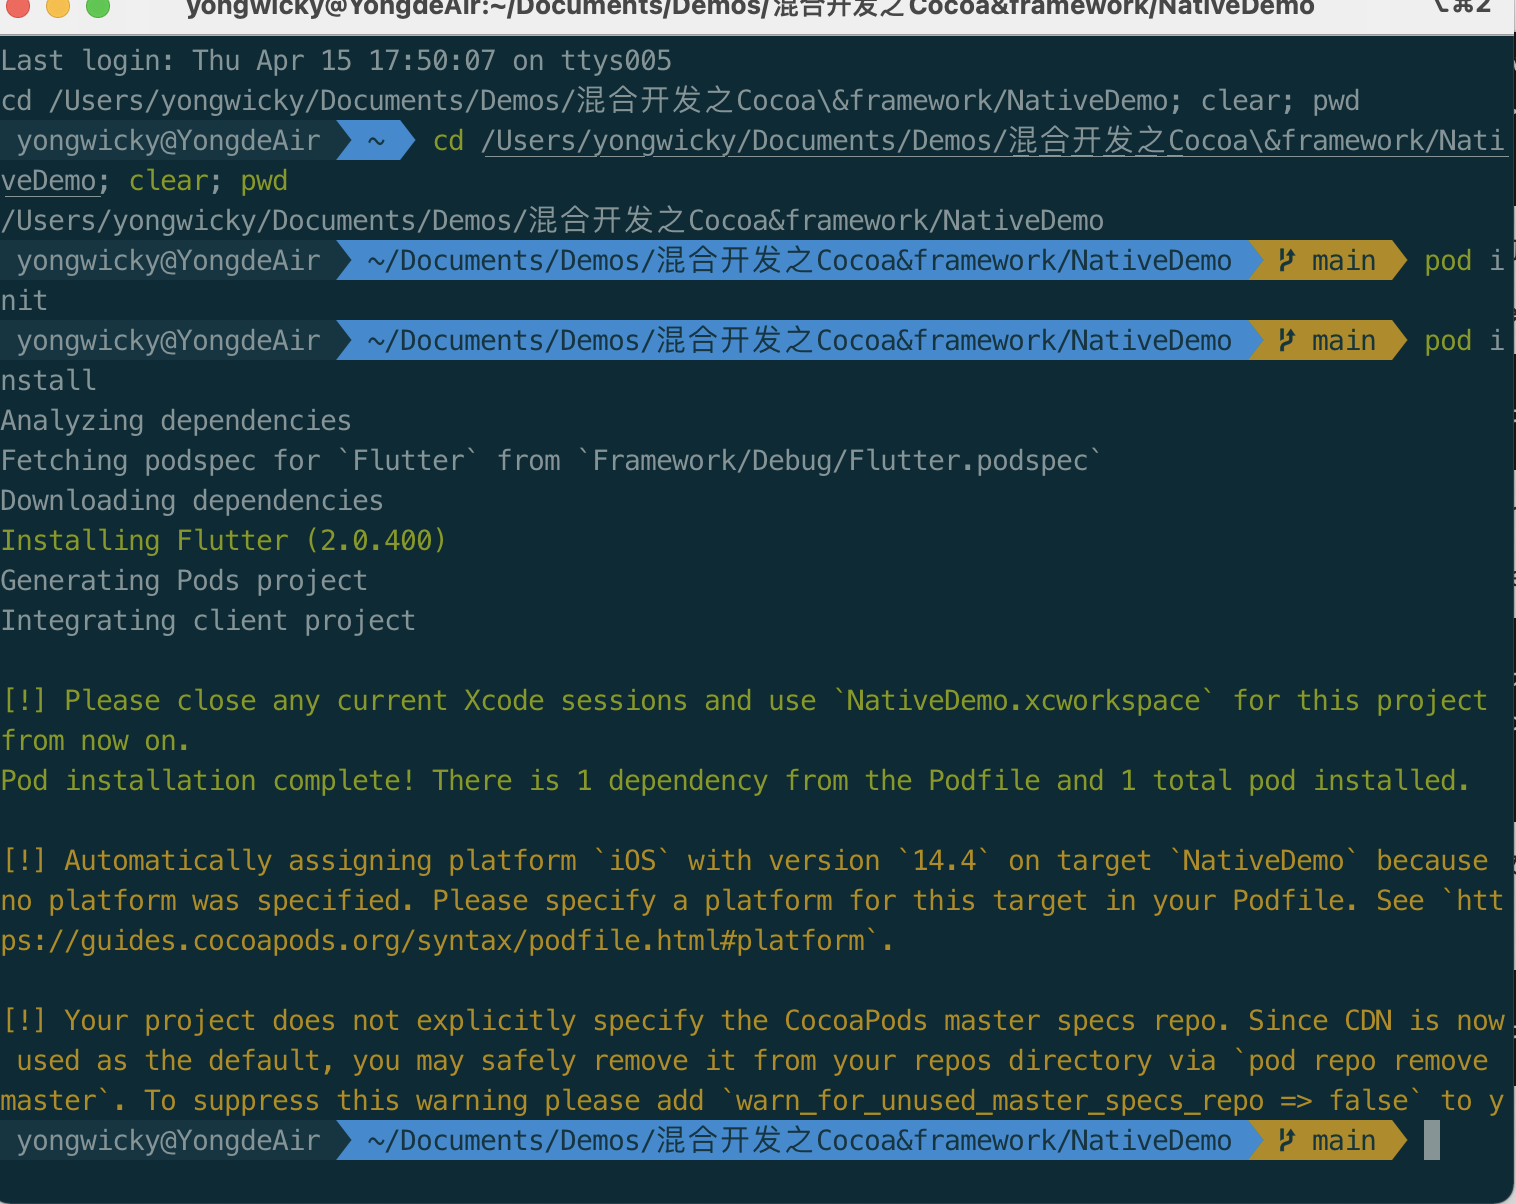 yongwicky@YongdeAir:~/Documents/Demos/混合开发之Cocoa&framework/NativeDemo ⌥⌘2
Last login: Thu Apr 15 17:50:07 on ttys005
cd /Users/yongwicky/Documents/Demos/混合开发之Cocoa\&framework/NativeDemo; clear; pwd
yongwicky@YongdeAir ~ cd /Users/yongwicky/Documents/Demos/混合开发之Cocoa\&framework/Nati
veDemo; clear; pwd
/Users/yongwicky/Documents/Demos/混合开发之Cocoa&framework/NativeDemo
yongwicky@YongdeAir ~/Documents/Demos/混合开发之Cocoa&framework/NativeDemo main pod i
nit
yongwicky@YongdeAir ~/Documents/Demos/混合开发之Cocoa&framework/NativeDemo main pod i
nstall
Analyzing dependencies
Fetching podspec for `Flutter` from `Framework/Debug/Flutter.podspec`
Downloading dependencies
Installing Flutter (2.0.400)
Generating Pods project
Integrating client project
[!] Please close any current Xcode sessions and use `NativeDemo.xcworkspace` for this project
from now on.
Pod installation complete! There is 1 dependency from the Podfile and 1 total pod installed.
[!] Automatically assigning platform `iOS` with version `14.4` on target `NativeDemo` because
no platform was specified. Please specify a platform for this target in your Podfile. See `htt
ps://guides.cocoapods.org/syntax/podfile.html#platform`.
[!] Your project does not explicitly specify the CocoaPods master specs repo. Since CDN is now
used as the default, you may safely remove it from your repos directory via `pod repo remove
master`. To suppress this warning please add `warn_for_unused_master_specs_repo => false` to y
yongwicky@YongdeAir ~/Documents/Demos/混合开发之Cocoa&framework/NativeDemo main